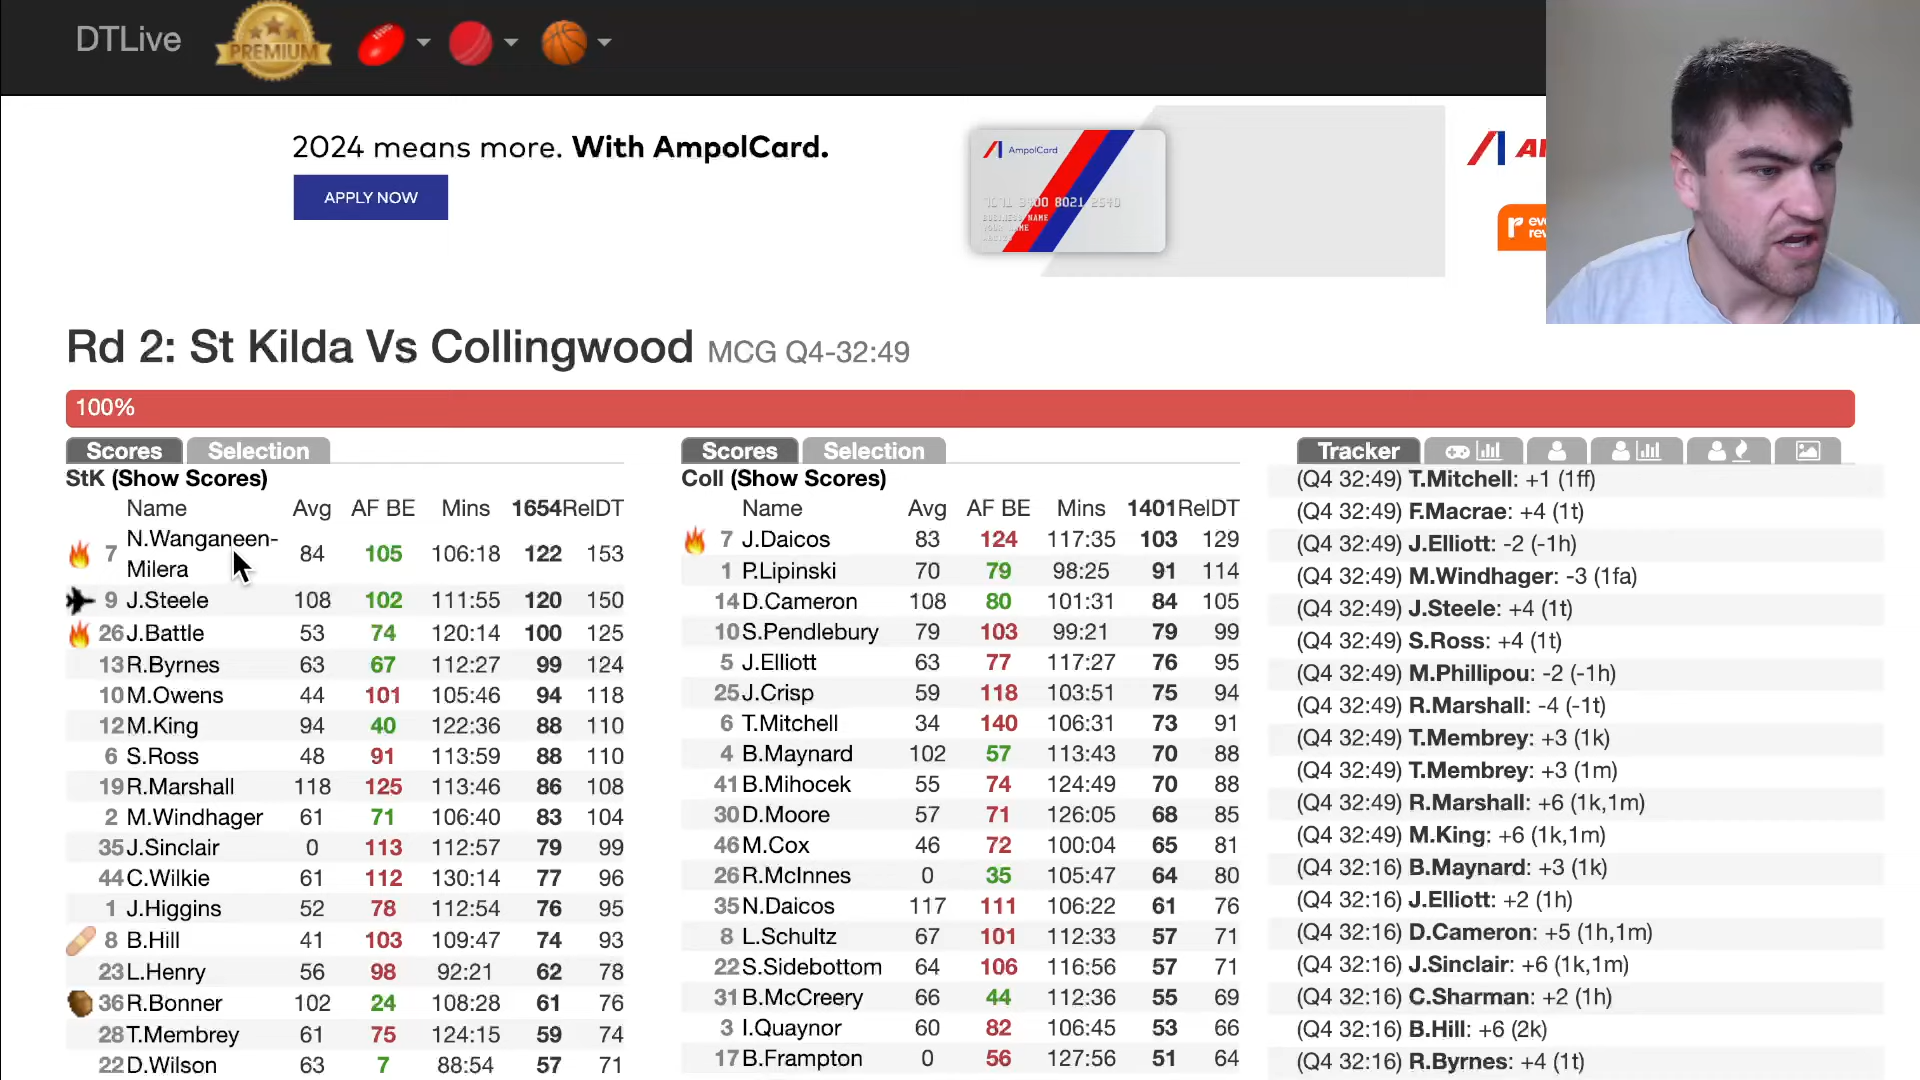 DTLive
PREMIUM
2024 means more. With AmpolCard.
APPLY NOW
AmpolCard
Rd 2: St Kilda Vs Collingwood MCG Q4-32:49
100%
Scores Selection
StK (Show Scores)
Name Avg AF BE Mins 1654 RelDT
7 N.Wanganeen-Milera 84 105 106:18 122 153
9 J.Steele 108 102 111:55 120 150
26 J.Battle 53 74 120:14 100 125
13 R.Byrnes 63 67 112:27 99 124
10 M.Owens 44 101 105:46 94 118
12 M.King 94 40 122:36 88 110
6 S.Ross 48 91 113:59 88 110
19 R.Marshall 118 125 113:46 86 108
2 M.Windhager 61 71 106:40 83 104
35 J.Sinclair 0 113 112:57 79 99
44 C.Wilkie 61 112 130:14 77 96
1 J.Higgins 52 78 112:54 76 95
8 B.Hill 41 103 109:47 74 93
23 L.Henry 56 98 92:21 62 78
36 R.Bonner 102 24 108:28 61 76
28 T.Membrey 61 75 124:15 59 74
22 D.Wilson 63 7 88:54 57 71
Scores Selection
Coll (Show Scores)
Name Avg AF BE Mins 1401 RelDT
7 J.Daicos 83 124 117:35 103 129
1 P.Lipinski 70 79 98:25 91 114
14 D.Cameron 108 80 101:31 84 105
10 S.Pendlebury 79 103 99:21 79 99
5 J.Elliott 63 77 117:27 76 95
25 J.Crisp 59 118 103:51 75 94
6 T.Mitchell 34 140 106:31 73 91
4 B.Maynard 102 57 113:43 70 88
41 B.Mihocek 55 74 124:49 70 88
30 D.Moore 57 71 126:05 68 85
46 M.Cox 46 72 100:04 65 81
26 R.McInnes 0 35 105:47 64 80
35 N.Daicos 117 111 106:22 61 76
8 L.Schultz 67 101 112:33 57 71
22 S.Sidebottom 64 106 116:56 57 71
31 B.McCreery 66 44 112:36 55 69
3 I.Quaynor 60 82 106:45 53 66
17 B.Frampton 0 56 127:56 51 64
Tracker
(Q4 32:49) T.Mitchell: +1 (1ff)
(Q4 32:49) F.Macrae: +4 (1t)
(Q4 32:49) J.Elliott: -2 (-1h)
(Q4 32:49) M.Windhager: -3 (1fa)
(Q4 32:49) J.Steele: +4 (1t)
(Q4 32:49) S.Ross: +4 (1t)
(Q4 32:49) M.Phillipou: -2 (-1h)
(Q4 32:49) R.Marshall: -4 (-1t)
(Q4 32:49) T.Membrey: +3 (1k)
(Q4 32:49) T.Membrey: +3 (1m)
(Q4 32:49) R.Marshall: +6 (1k,1m)
(Q4 32:49) M.King: +6 (1k,1m)
(Q4 32:16) B.Maynard: +3 (1k)
(Q4 32:16) J.Elliott: +2 (1h)
(Q4 32:16) D.Cameron: +5 (1h,1m)
(Q4 32:16) J.Sinclair: +6 (1k,1m)
(Q4 32:16) C.Sharman: +2 (1h)
(Q4 32:16) B.Hill: +6 (2k)
(Q4 32:16) R.Byrnes: +4 (1t)